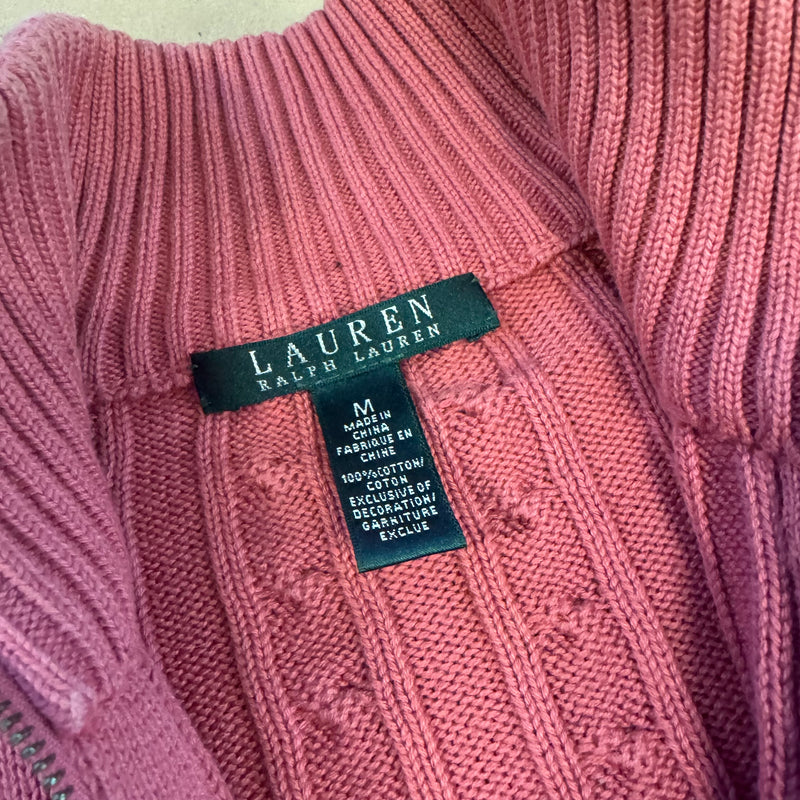 LAUREN
RALPH LAUREN
M
MADE IN
CHINA
FABRIQUE EN
CHINE
100%COTTON/
COTON
EXCLUSIVE OF
DECORATION/
GARNITURE
EXCLUE